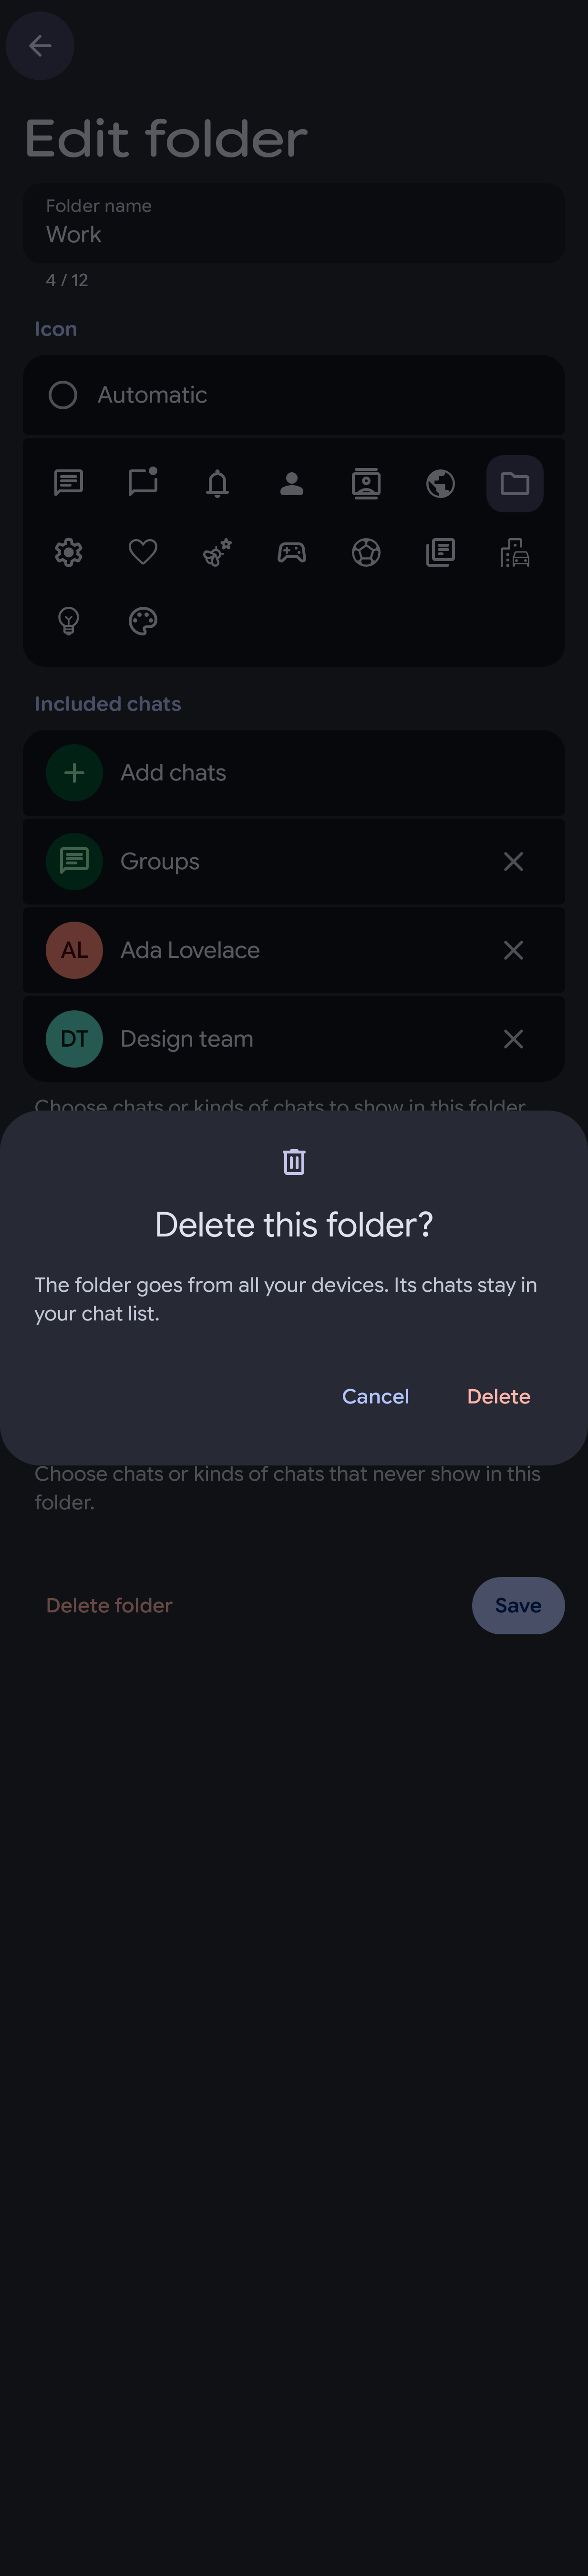 Edit folder
Folder name
Work
4 / 12
Icon
Automatic
Included chats
Add chats
Groups
AL
Ada Lovelace
DT
Design team
Choose chats or kinds of chats to show in this folder
Delete this folder?
The folder goes from all your devices. Its chats stay in
your chat list.
Cancel
Delete
Choose chats or kinds of chats that never show in this
folder.
Delete folder
Save